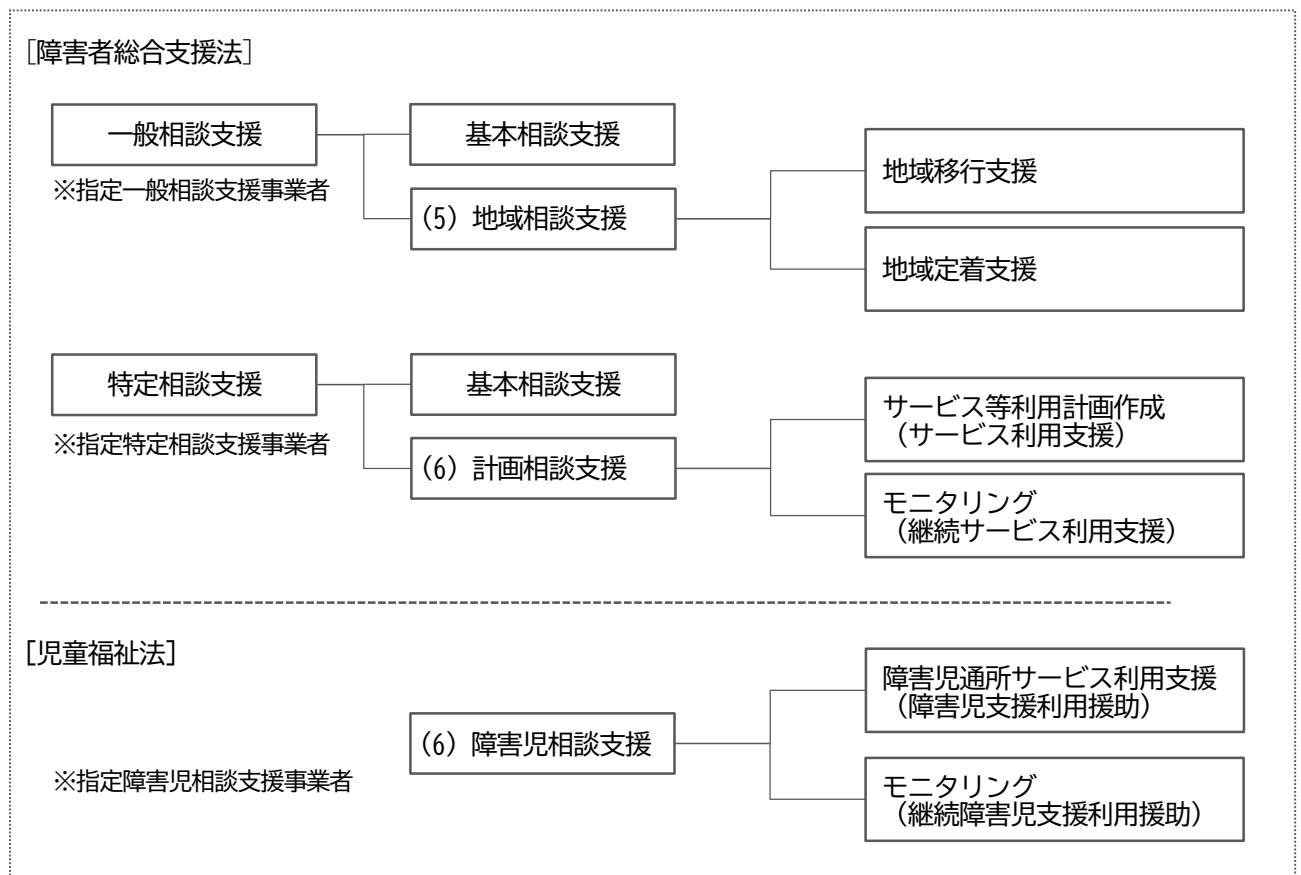 [障害者総合支援法]
一般相談支援
※指定一般相談支援事業者
基本相談支援
(5) 地域相談支援
地域移行支援
地域定着支援
特定相談支援
※指定特定相談支援事業者
基本相談支援
(6) 計画相談支援
サービス等利用計画作成
（サービス利用支援）
モニタリング
（継続サービス利用支援）
[児童福祉法]
※指定障害児相談支援事業者
(6) 障害児相談支援
障害児通所サービス利用支援
（障害児支援利用援助）
モニタリング
（継続障害児支援利用援助）